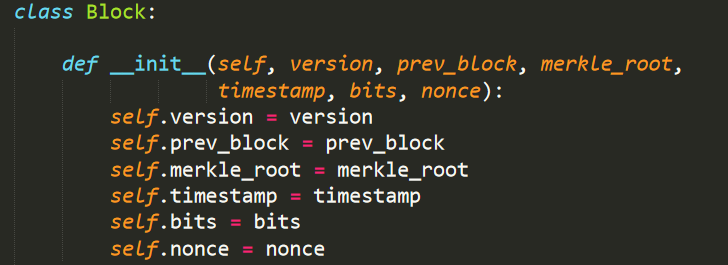 class Block:
def __init__(self, version, prev_block, merkle_root,
timestamp, bits, nonce):
self.version = version
self.prev_block = prev_block
self.merkle_root = merkle_root
self.timestamp = timestamp
self.bits = bits
self.nonce = nonce